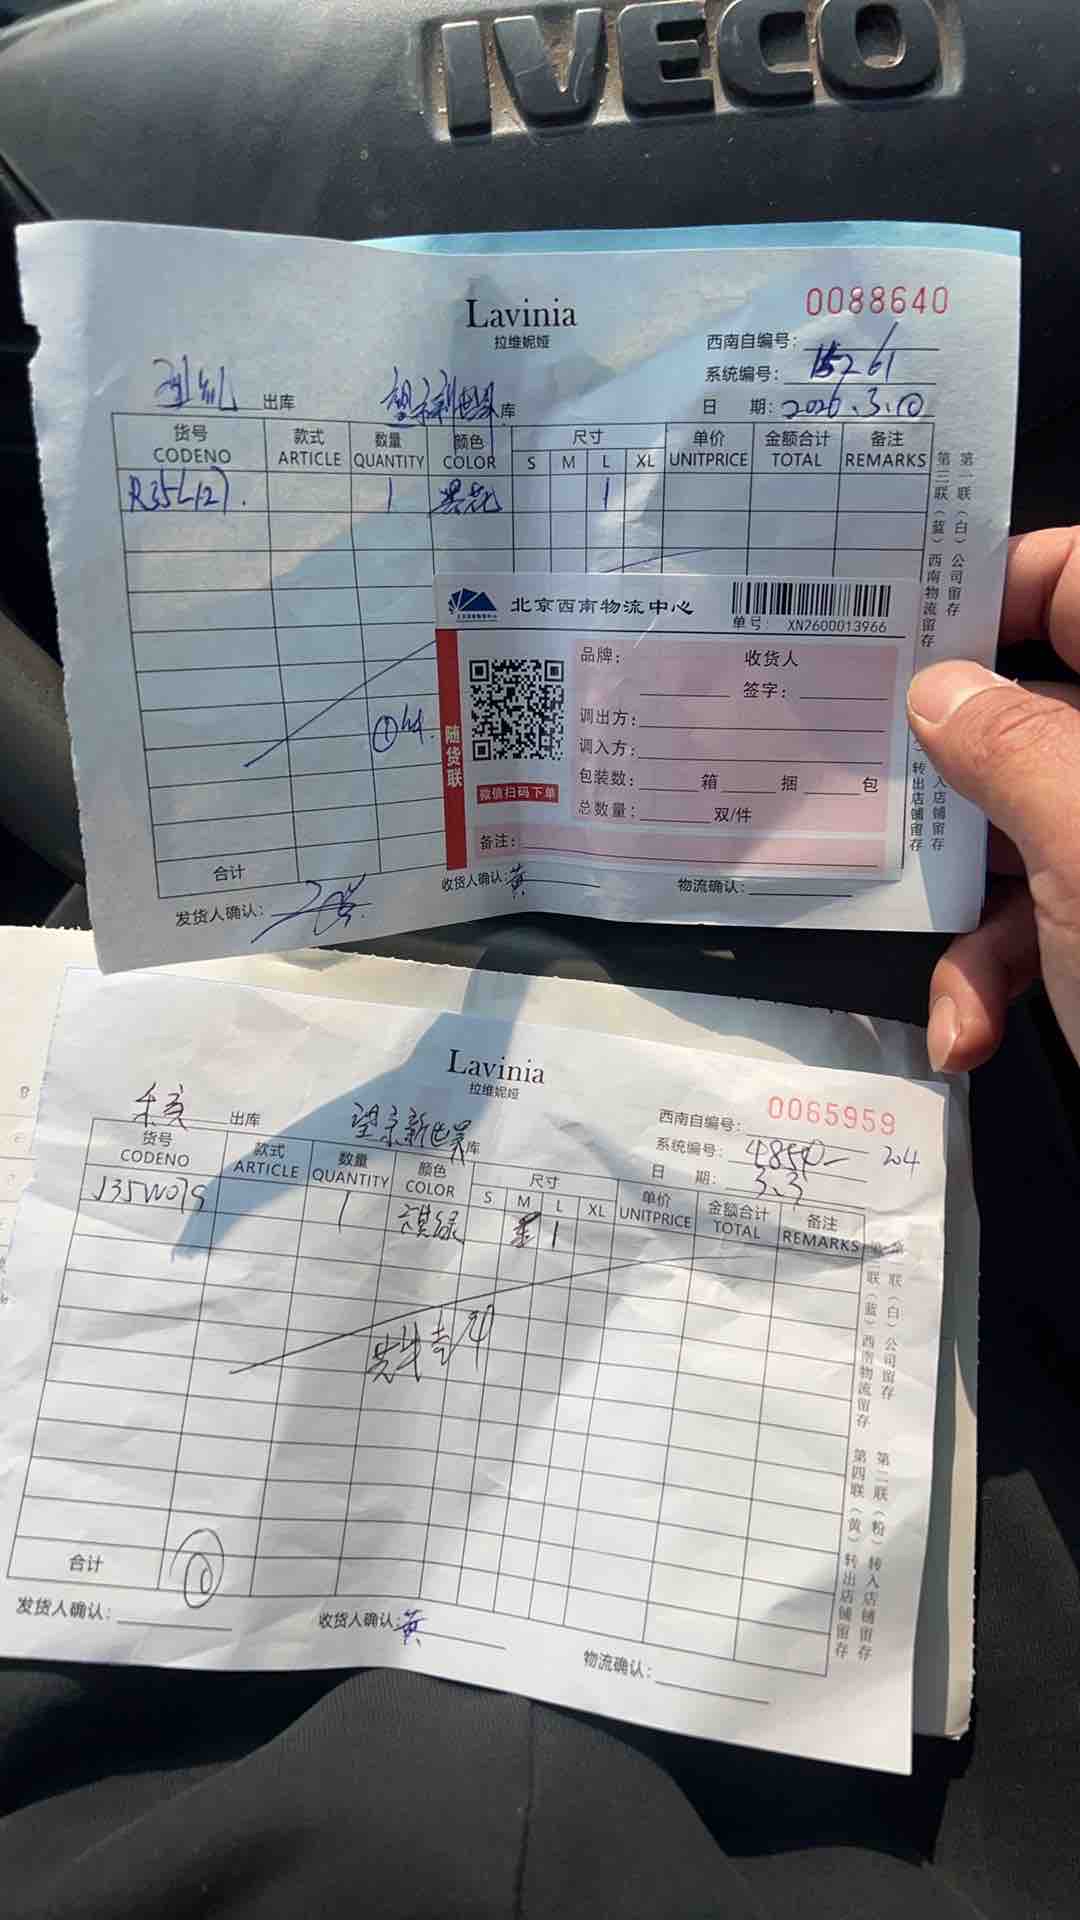 IVECO
Lavinia
拉维妮娅
0088640
西南自编号：
系统编号： 15261
出库 库
日 期： 2026.3.10
货号 款式 数量 颜色 尺寸 单价 金额合计 备注
CODENO ARTICLE QUANTITY COLOR S M L XL UNITPRICE TOTAL REMARKS
1 1
第一联（白）公司留存
第三联（蓝）西南物流留存
北京西南物流中心
单号： XN2600013966
随货联
微信扫码下单
品牌： 收货人
签字：
调出方：
调入方：
包装数： 箱 捆 包
总数量： 双/件
备注：
转出店铺留存
入店铺留存
合计
发货人确认： 收货人确认：黄 物流确认：
Lavinia
拉维妮娅
0065959
西南自编号：
系统编号： 204
出库 望京新世界库
日 期： 3.3
货号 款式 数量 颜色 尺寸 单价 金额合计 备注
CODENO ARTICLE QUANTITY COLOR S M L XL UNITPRICE TOTAL REMARKS
J35W079 1 1
联（白）公司留存
联（蓝）西南物流留存
第二联（粉）转入店铺留存
第四联（黄）转出店铺留存
合计
发货人确认： 收货人确认：黄 物流确认：